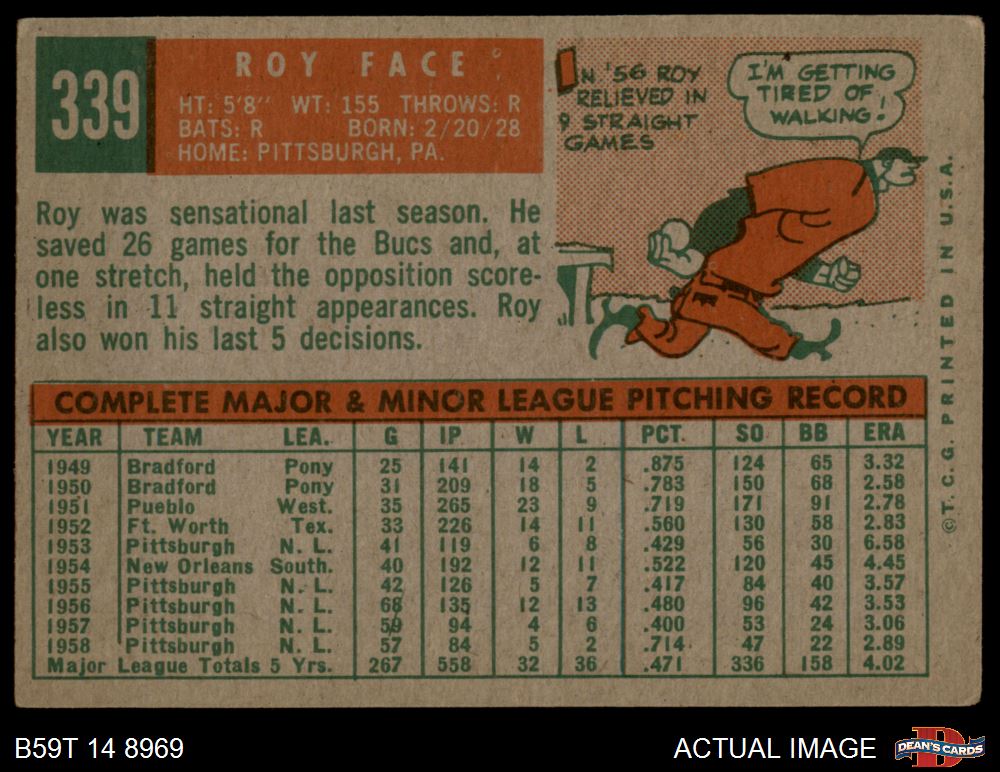 339
ROY FACE
HT: 5'8" WT: 155 THROWS: R
BATS: R BORN: 2/20/28
HOME: PITTSBURGH, PA.
IN '56 ROY
RELIEVED IN
9 STRAIGHT
GAMES
I'M GETTING
TIRED OF
WALKING!
Roy was sensational last season. He
saved 26 games for the Bucs and, at
one stretch, held the opposition score-
less in 11 straight appearances. Roy
also won his last 5 decisions.
COMPLETE MAJOR & MINOR LEAGUE PITCHING RECORD
YEAR TEAM LEA. G IP W L PCT. SO BB ERA
1949 Bradford Pony 25 141 14 2 .875 124 65 3.32
1950 Bradford Pony 31 209 18 5 .783 150 68 2.58
1951 Pueblo West. 35 265 23 9 .719 171 91 2.78
1952 Ft. Worth Tex. 33 226 14 11 .560 130 58 2.83
1953 Pittsburgh N. L. 41 119 6 8 .429 56 30 6.58
1954 New Orleans South. 40 192 12 11 .522 120 45 4.45
1955 Pittsburgh N. L. 42 126 5 7 .417 84 40 3.57
1956 Pittsburgh N. L. 68 135 12 13 .480 96 42 3.53
1957 Pittsburgh N. L. 59 94 4 6 .400 53 24 3.06
1958 Pittsburgh N. L. 57 84 5 2 .714 47 22 2.89
Major League Totals 5 Yrs. 267 558 32 36 .471 336 158 4.02
©T. C. G. PRINTED IN U.S.A.
B59T 14 8969
ACTUAL IMAGE
D
DEAN'S CARDS